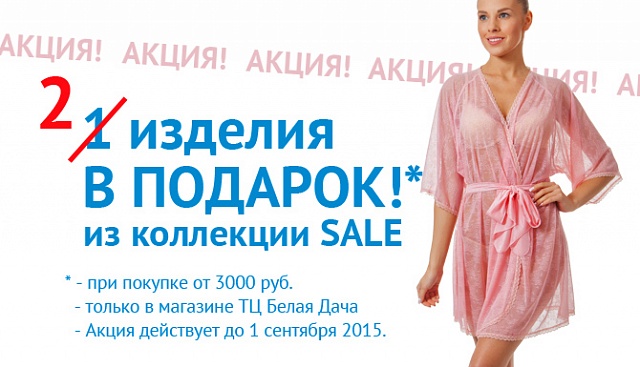 АКЦИЯ! АКЦИЯ! АКЦИЯ! АКЦИЯ! АКЦИЯ!
2 1 изделия
В ПОДАРОК!*
из коллекции SALE
* - при покупке от 3000 руб.
- только в магазине ТЦ Белая Дача
- Акция действует до 1 сентября 2015.